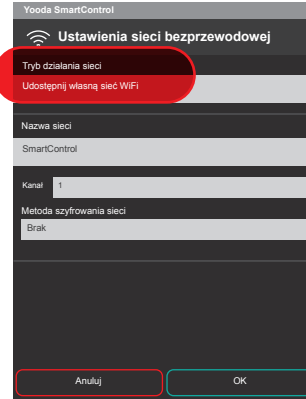 Yooda SmartControl
Ustawienia sieci bezprzewodowej
Tryb działania sieci
Udostępnij własną sieć WiFi
Nazwa sieci
SmartControl
Kanał 1
Metoda szyfrowania sieci
Brak
Anuluj OK